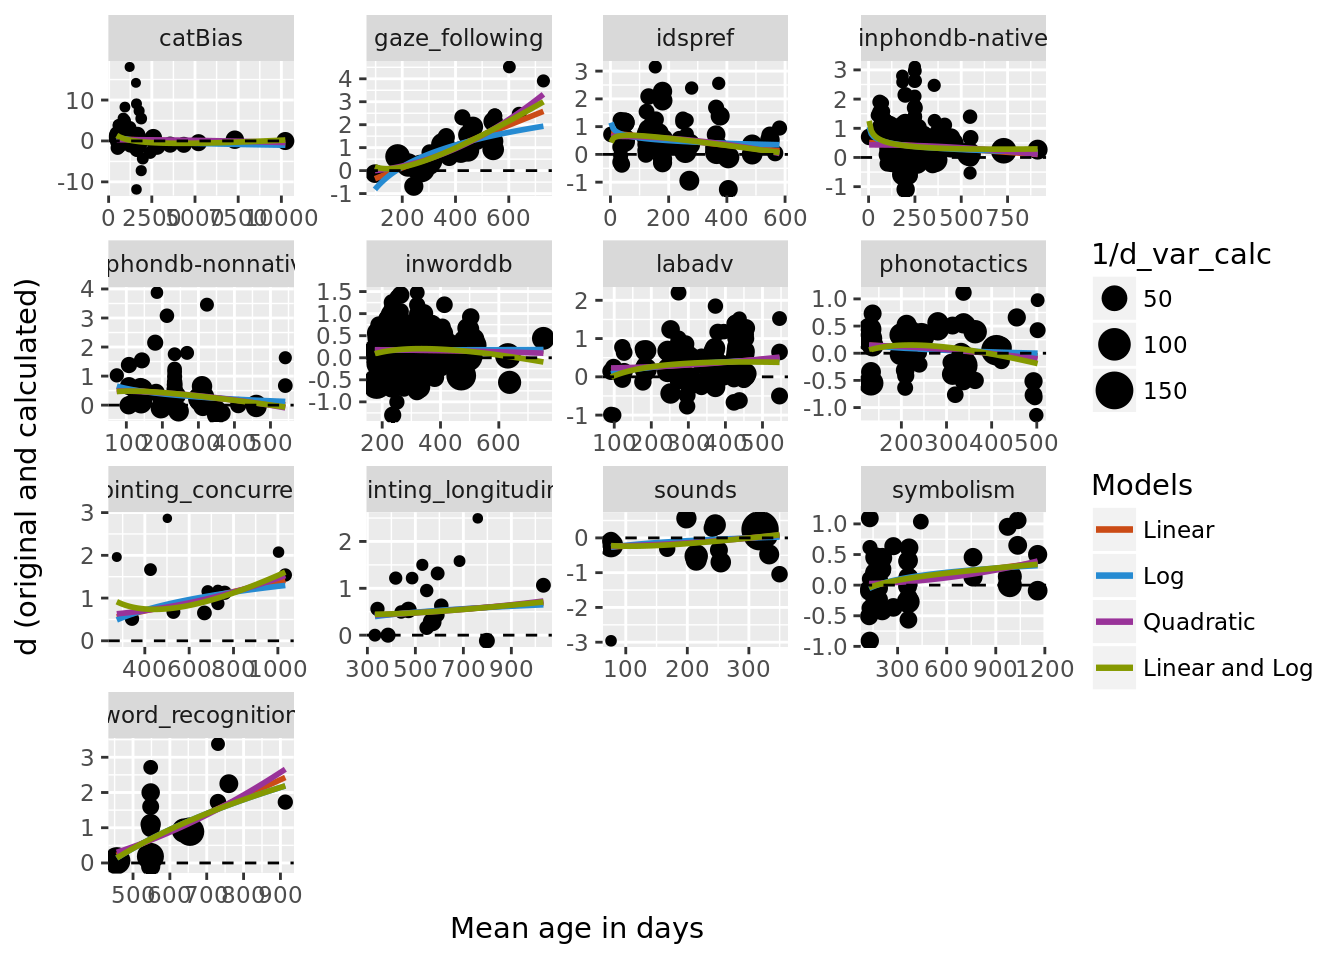 catBias
gaze_following
idspref
inphondb-native
10
0
-10
0 2500 5000 7500 10000
4
3
2
1
0
-1
200 400 600
3
2
1
0
-1
0 200 400 600
3
2
1
0
-1
0 250 500 750
phondb-nonnativ
inworddb
labadv
phonotactics
4
3
2
1
0
100 200 300 400 500
1.5
1.0
0.5
0.0
-0.5
-1.0
200 400 600
2
1
0
-1
100 200 300 400 500
1.0
0.5
0.0
-0.5
-1.0
200 300 400 500
ointing_concurre
inting_longitudin
sounds
symbolism
3
2
1
0
400 600 800 1000
2
1
0
300 500 700 900
0
-1
-2
-3
100 300
1.0
0.5
0.0
-0.5
-1.0
300 600 900 1200
word_recognition
3
2
1
0
500 600 700 800 900
Mean age in days
d (original and calculated)
1/d_var_calc
50
100
150
Models
Linear
Log
Quadratic
Linear and Log